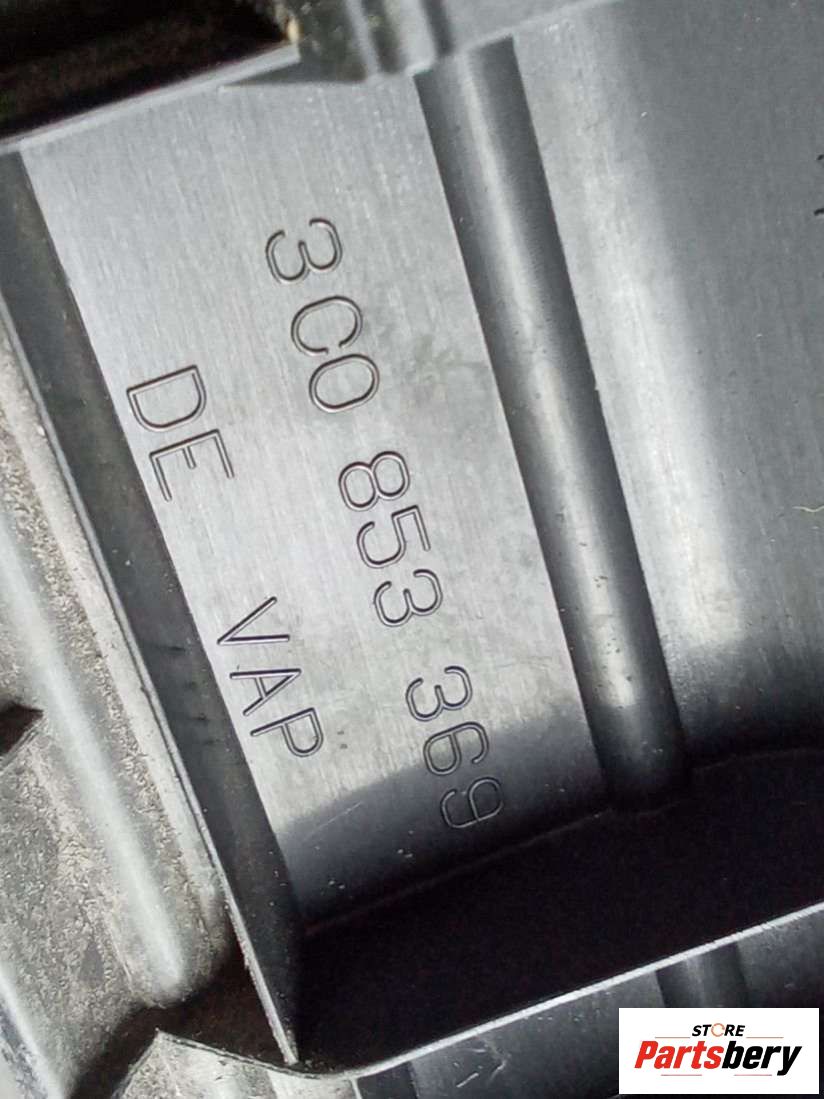 3C0 853 369
DE VAP
STORE
Partsbery